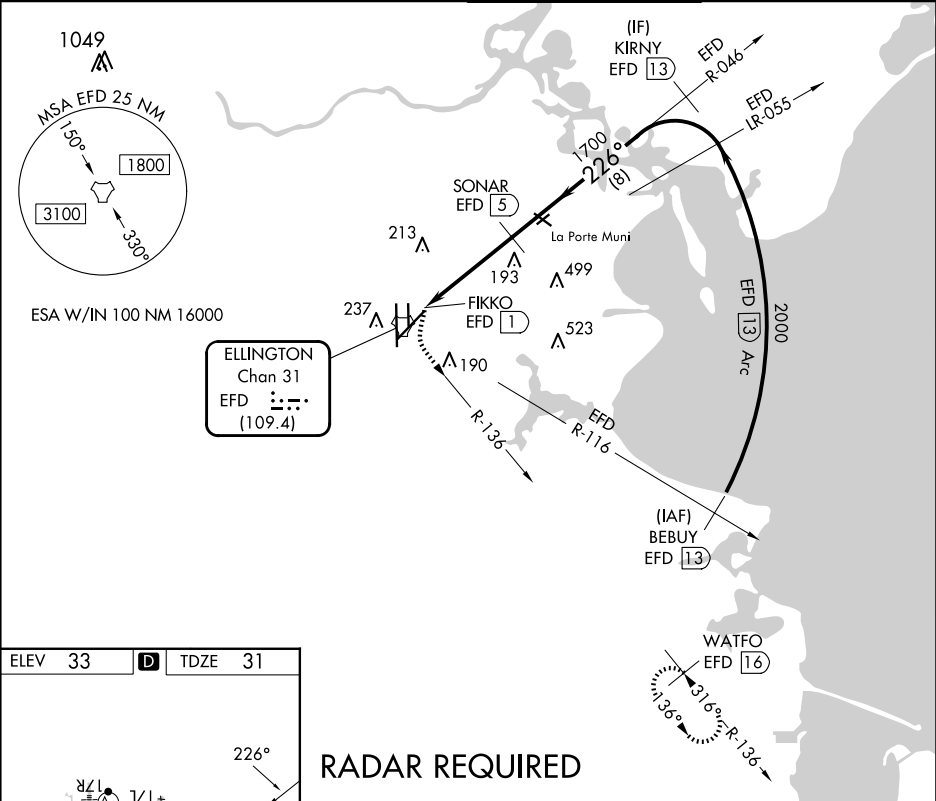 1049
MSA EFD 25 NM
150°
1800
3100
330°
ESA W/IN 100 NM 16000
(IF)
KIRNY
EFD 13
EFD
R-046
EFD
LR-055
1700
226°
(8)
SONAR
EFD 5
La Porte Muni
213
193
499
237
FIKKO
EFD 1
523
190
ELLINGTON
Chan 31
EFD
(109.4)
EFD 13 Arc
2000
R-136
EFD
R-116
(IAF)
BEBUY
EFD 13
WATFO
EFD 16
316°
136°
R-136
ELEV 33 D TDZE 31
226°
17R
17L
RADAR REQUIRED